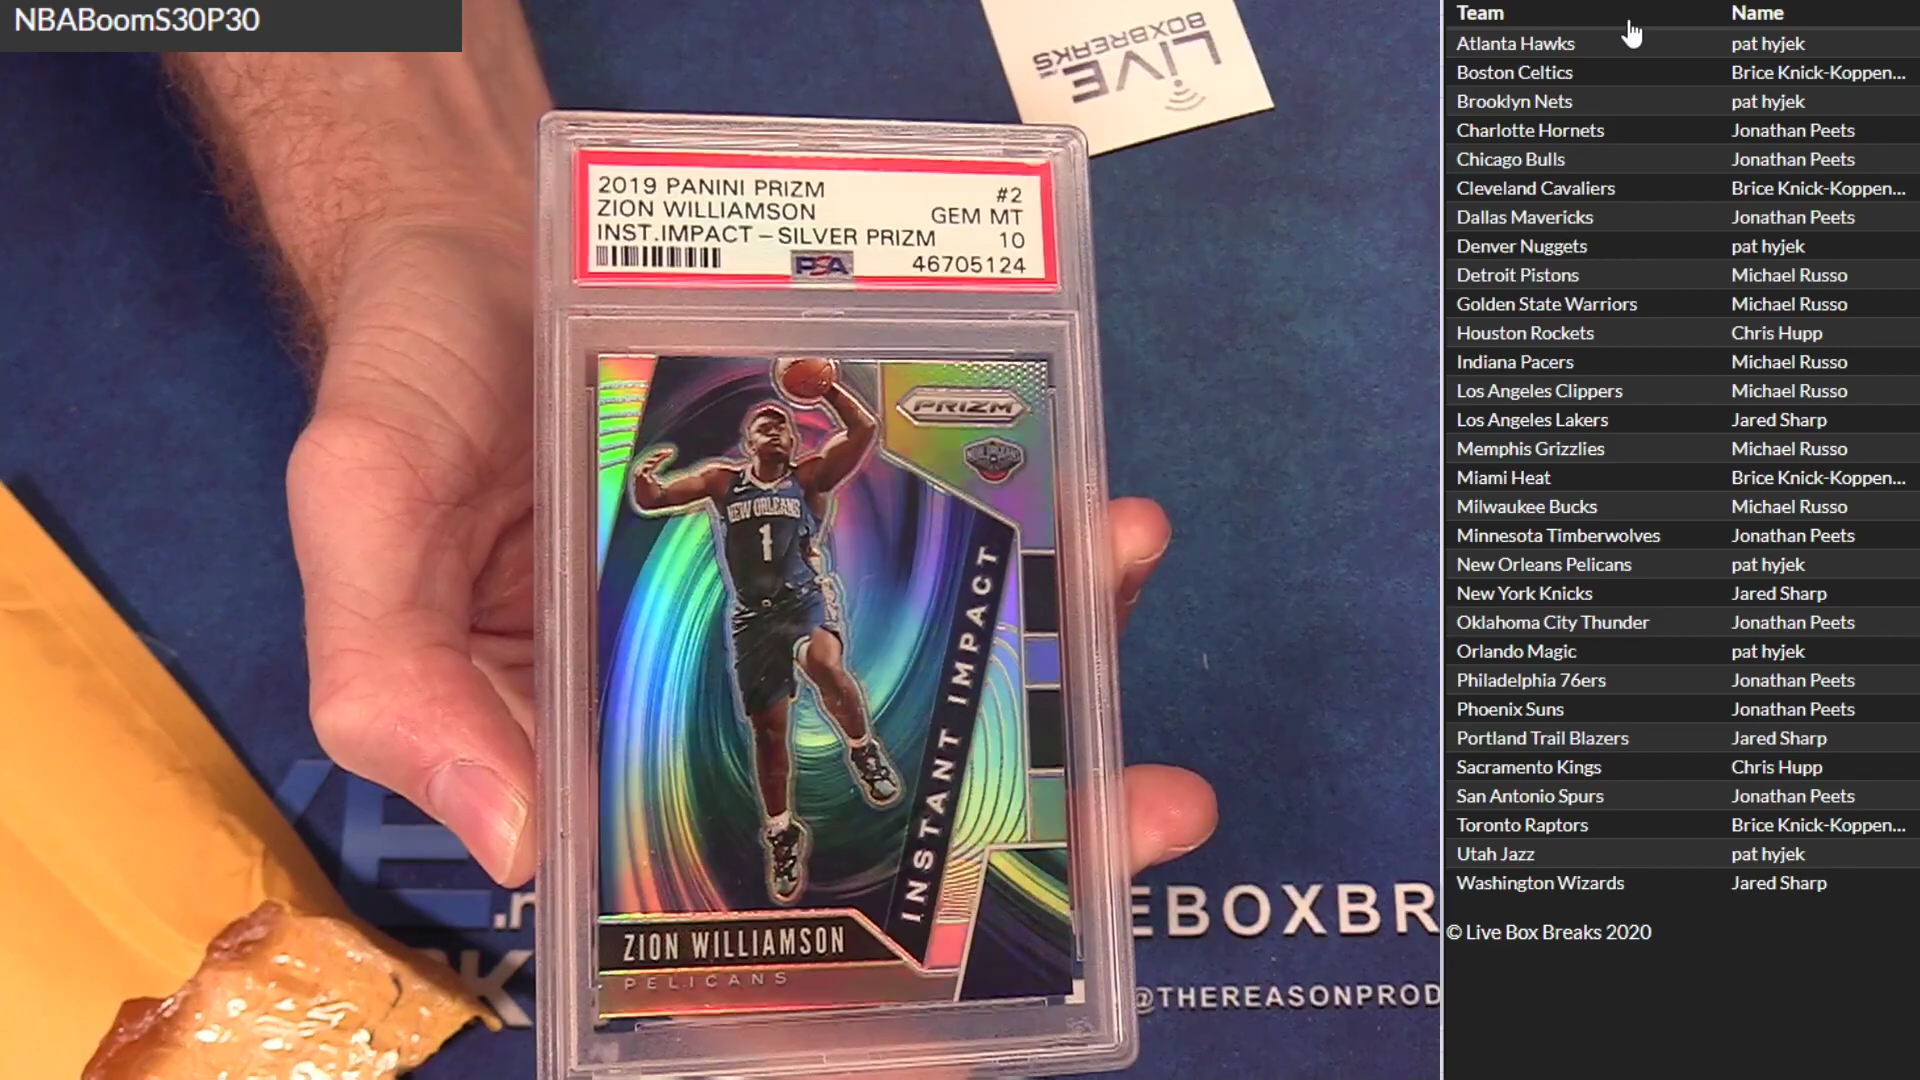 NBABoomS30P30
LiVE
BOXBREAKS
2019 PANINI PRIZM #2
ZION WILLIAMSON GEM MT
INST.IMPACT – SILVER PRIZM 10
PSA 46705124
PRIZM
NEW ORLEANS
NEW ORLEANS
1
INSTANT IMPACT
ZION WILLIAMSON
PELICANS
EBOXBR
@THEREASONPROD
Team Name
Atlanta Hawks pat hyjek
Boston Celtics Brice Knick-Koppen...
Brooklyn Nets pat hyjek
Charlotte Hornets Jonathan Peets
Chicago Bulls Jonathan Peets
Cleveland Cavaliers Brice Knick-Koppen...
Dallas Mavericks Jonathan Peets
Denver Nuggets pat hyjek
Detroit Pistons Michael Russo
Golden State Warriors Michael Russo
Houston Rockets Chris Hupp
Indiana Pacers Michael Russo
Los Angeles Clippers Michael Russo
Los Angeles Lakers Jared Sharp
Memphis Grizzlies Michael Russo
Miami Heat Brice Knick-Koppen...
Milwaukee Bucks Michael Russo
Minnesota Timberwolves Jonathan Peets
New Orleans Pelicans pat hyjek
New York Knicks Jared Sharp
Oklahoma City Thunder Jonathan Peets
Orlando Magic pat hyjek
Philadelphia 76ers Jonathan Peets
Phoenix Suns Jonathan Peets
Portland Trail Blazers Jared Sharp
Sacramento Kings Chris Hupp
San Antonio Spurs Jonathan Peets
Toronto Raptors Brice Knick-Koppen...
Utah Jazz pat hyjek
Washington Wizards Jared Sharp
© Live Box Breaks 2020